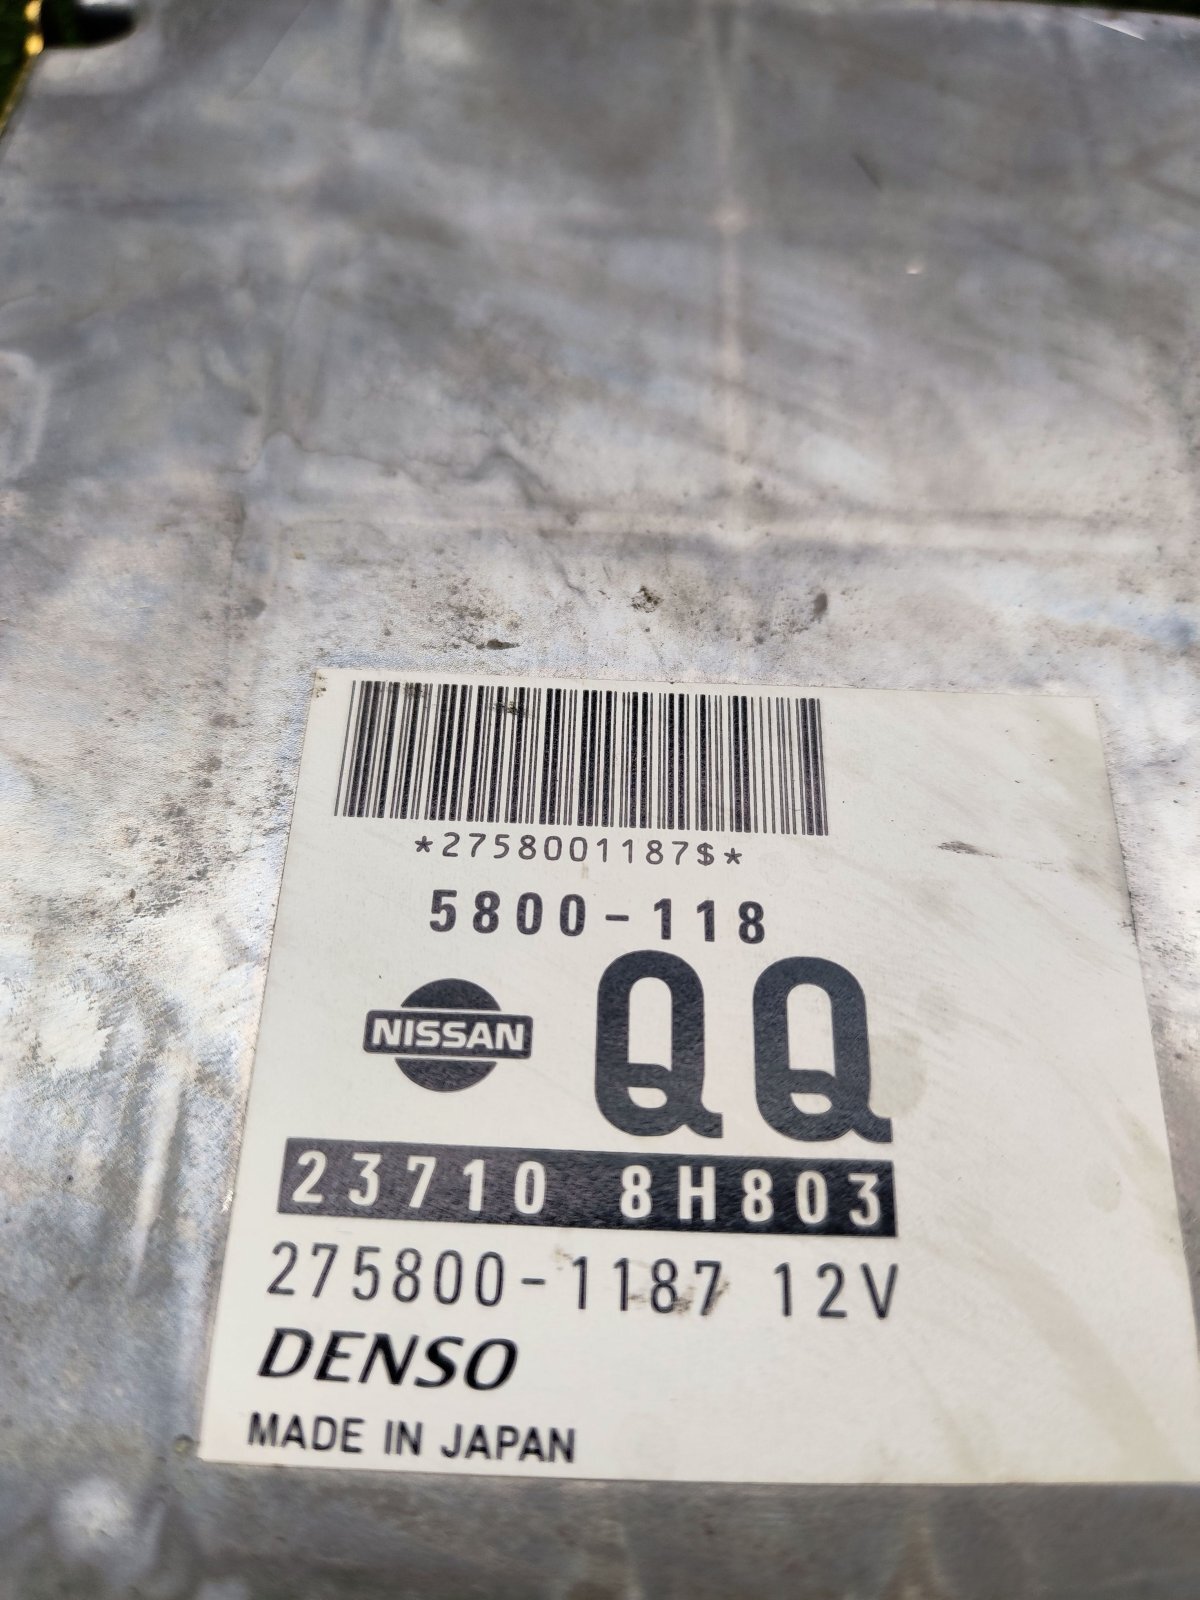 *2758001187$*
5800-118
NISSAN
QQ
23710 8H803
275800-1187 12V
DENSO
MADE IN JAPAN